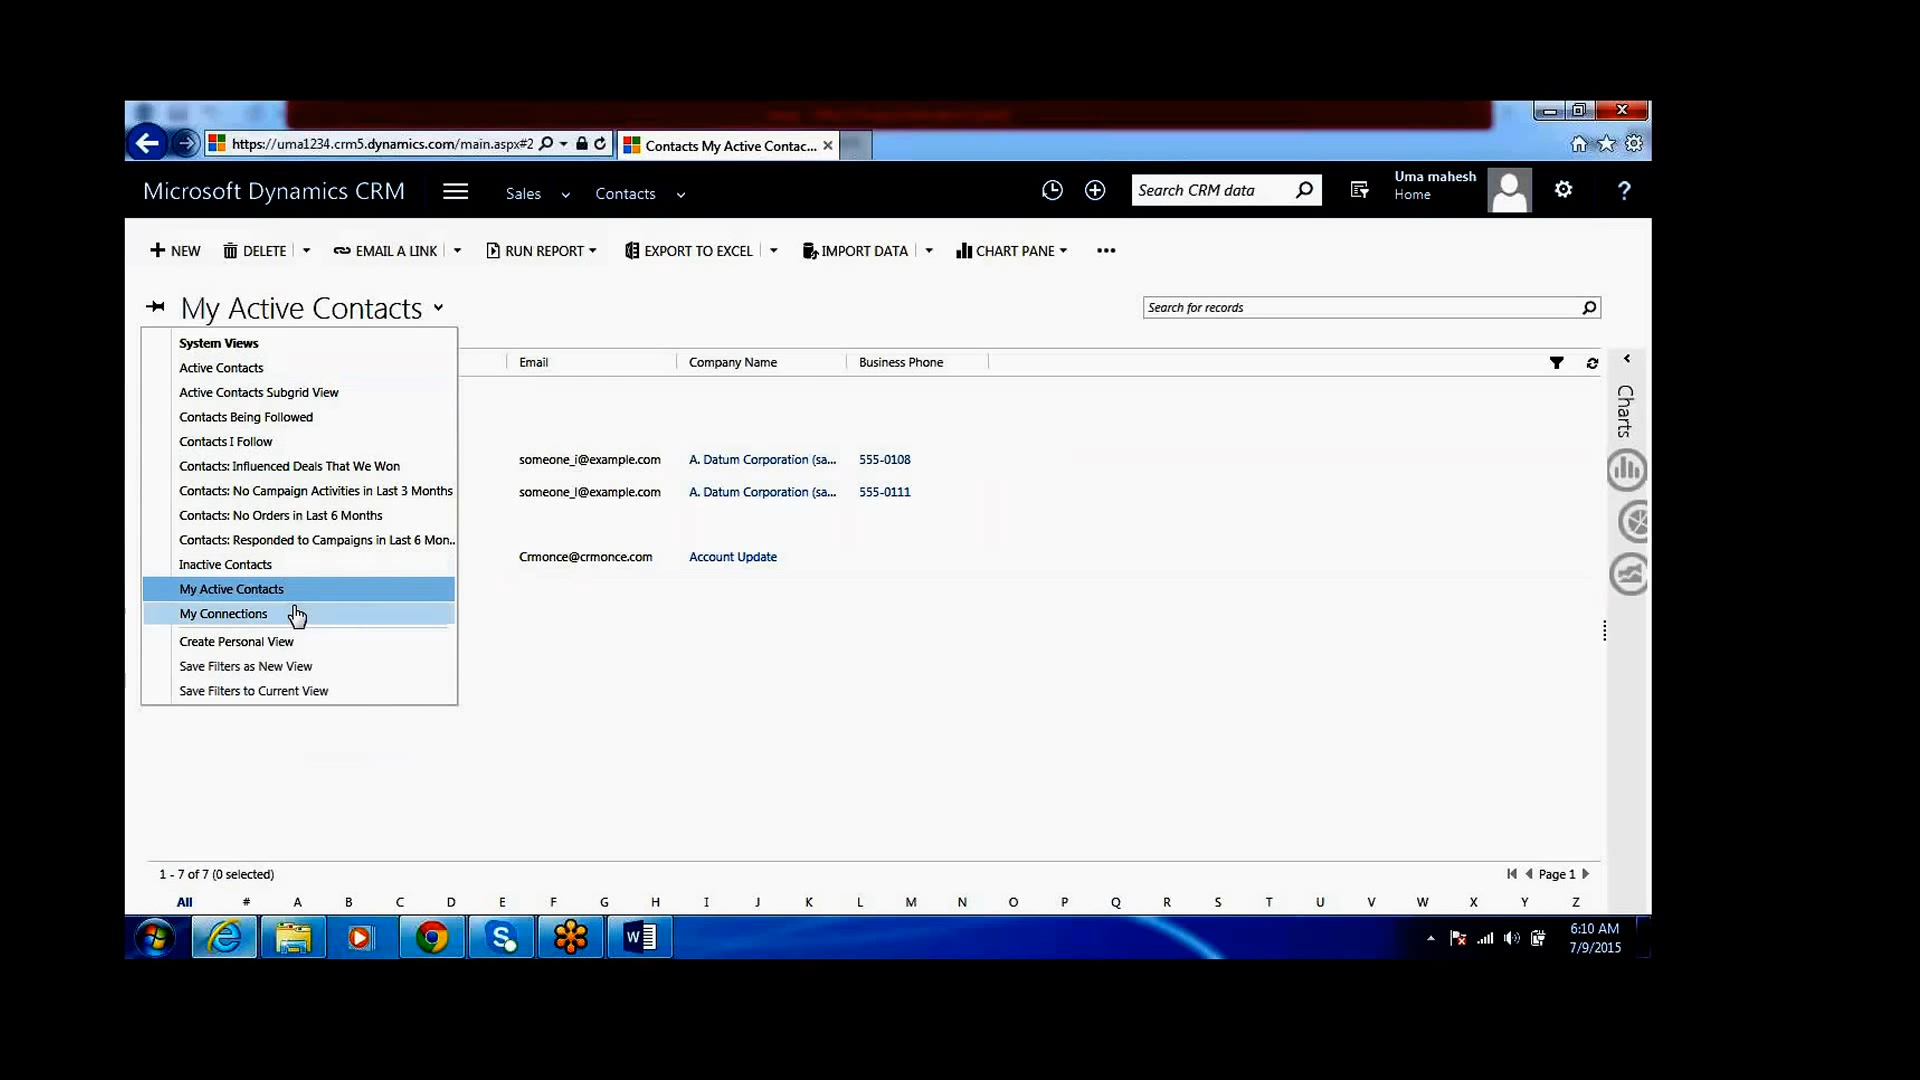 https://uma1234.crm5.dynamics.com/main.aspx#2
Contacts My Active Contac...
Microsoft Dynamics CRM
Sales
Contacts
Search CRM data
Uma mahesh
Home
?
NEW
DELETE
EMAIL A LINK
RUN REPORT
EXPORT TO EXCEL
IMPORT DATA
CHART PANE
My Active Contacts
Search for records
System Views
Active Contacts
Active Contacts Subgrid View
Contacts Being Followed
Contacts I Follow
Contacts: Influenced Deals That We Won
Contacts: No Campaign Activities in Last 3 Months
Contacts: No Orders in Last 6 Months
Contacts: Responded to Campaigns in Last 6 Mon..
Inactive Contacts
My Active Contacts
My Connections
Create Personal View
Save Filters as New View
Save Filters to Current View
Email Company Name Business Phone
someone_i@example.com A. Datum Corporation (sa... 555-0108
someone_l@example.com A. Datum Corporation (sa... 555-0111
Crmonce@crmonce.com Account Update
Charts
1 - 7 of 7 (0 selected)
Page 1
All # A B C D E F G H I J K L M N O P Q R S T U V W X Y Z
6:10 AM
7/9/2015